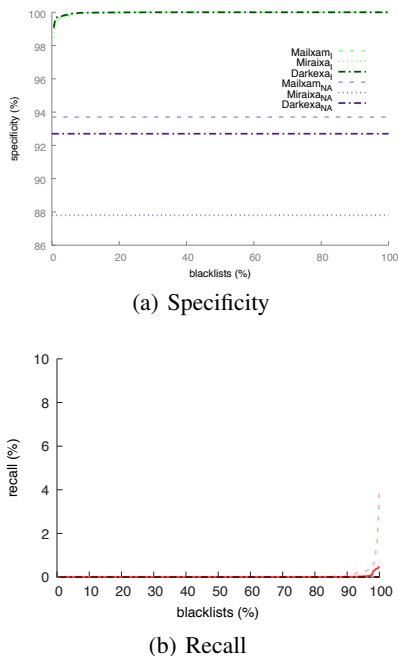 100
98
96
94
92
90
88
86
specificity (%)
Mailxam_I
Miraixa_I
Darkexa_I
Mailxam_NA
Miraixa_NA
Darkexa_NA
0 20 40 60 80 100
blacklists (%)
(a) Specificity
10
8
6
4
2
0
recall (%)
0 10 20 30 40 50 60 70 80 90 100
blacklists (%)
(b) Recall